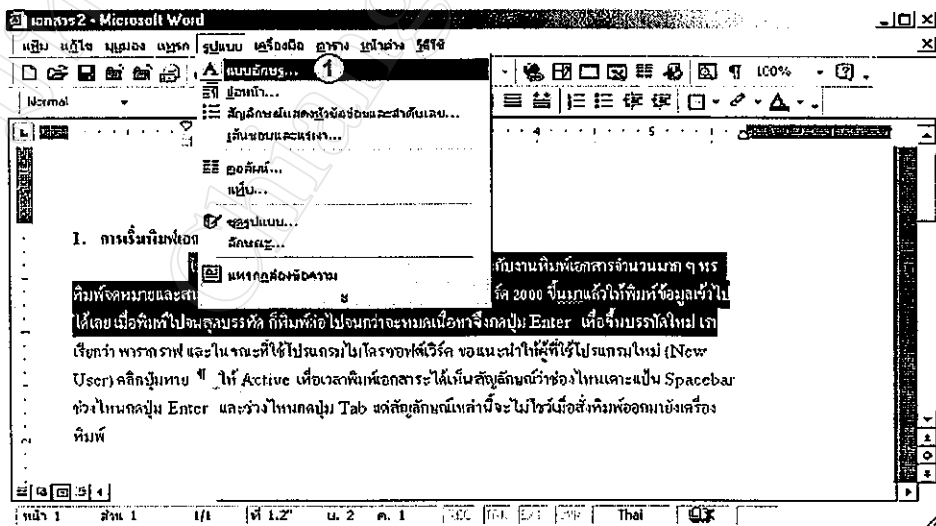 เอกสาร2 - Microsoft Word
แฟ้ม แก้ไข มุมมอง แทรก รูปแบบ เครื่องมือ ตาราง หน้าต่าง วิธีใช้
แบบอักษร... 1
100%
Normal
ย่อหน้า...
สัญลักษณ์แสดงหัวข้อย่อยและลำดับเลข...
เส้นขอบและแรเงา...
คอลัมน์...
แท็บ...
ชุดรูปแบบ...
ลักษณะ...
แทรกกล่องข้อความ
4 5
1. การเริ่มพิมพ์เอก
กับงานพิมพ์เอกสารจำนวนมาก ๆ หร
พิมพ์จดหมายและส 2000 ขึ้นมาแล้วให้พิมพ์ข้อมูลเข้าไป
ได้เลย เมื่อพิมพ์ไปจนสุดบรรทัด ก็พิมพ์ต่อไปจนกว่าจะหมดเนื้อหาจึงกดปุ่ม Enter เพื่อขึ้นบรรทัดใหม่ เรา
เรียกว่า พารากราฟ และในขณะที่ใช้โปรแกรมไมโครซอฟต์เวิร์ค ขอแนะนำให้ผู้ที่ใช้โปรแกรมใหม่ (New
User) คลิกปุ่มทาย ¶ ให้ Active เพื่อเวลาพิมพ์เอกสาระได้เห็นสัญลักษณ์ว่าช่องไหนเคาะแป้น Spacebar
ช่วงไหนกดปุ่ม Enter และช่วงไหนกดปุ่ม Tab แต่สัญลักษณ์เหล่านี้จะไม่โชว์เมื่อสั่งพิมพ์ออกมายังเครื่อง
พิมพ์
หน้า 1 ส่วน 1 1/1 ที่ 1.2" บ. 2 ค. 1 Thai